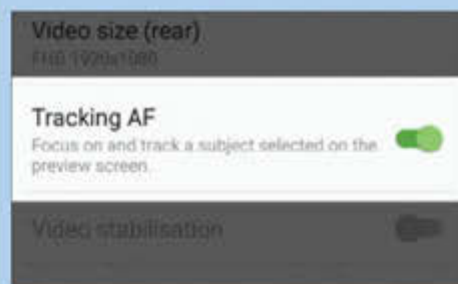 Video size (rear)
FHD 1920x1080
Tracking AF
Focus on and track a subject selected on the
preview screen.
Video stabilisation